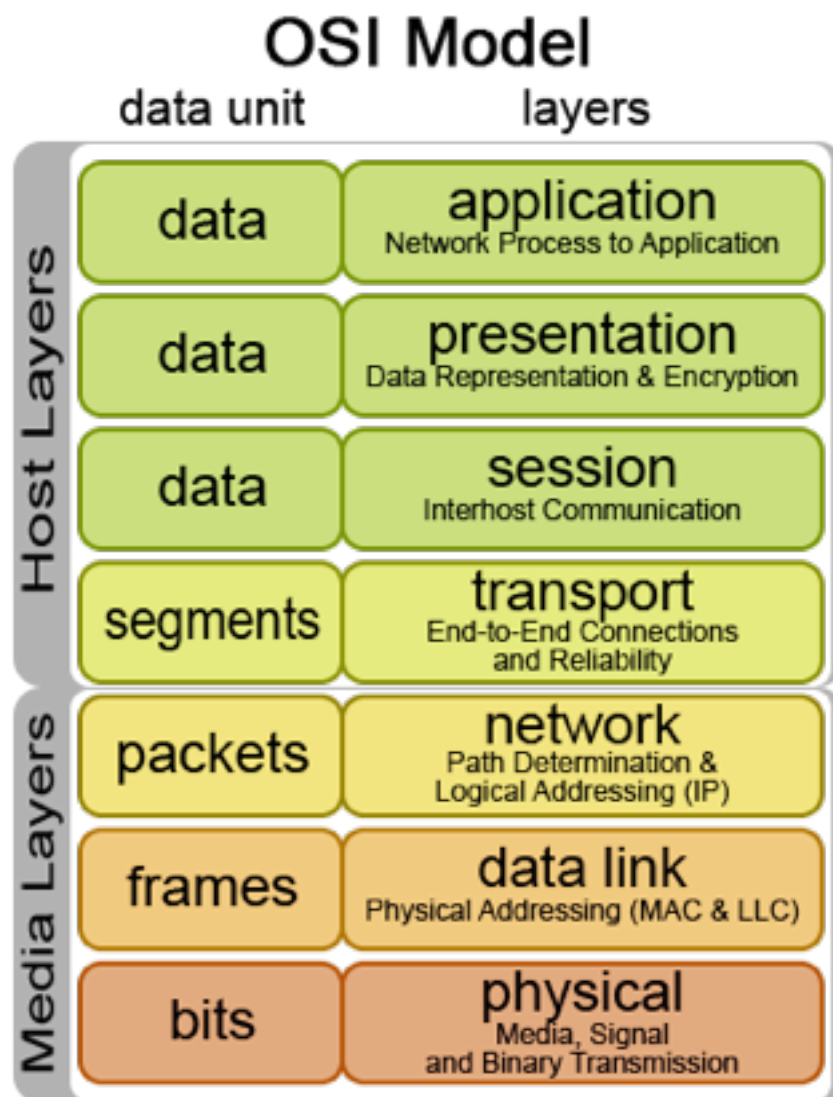 OSI Model
data unit
layers
Host Layers
data
application
Network Process to Application
data
presentation
Data Representation & Encryption
data
session
Interhost Communication
segments
transport
End-to-End Connections
and Reliability
Media Layers
packets
network
Path Determination &
Logical Addressing (IP)
frames
data link
Physical Addressing (MAC & LLC)
bits
physical
Media, Signal
and Binary Transmission